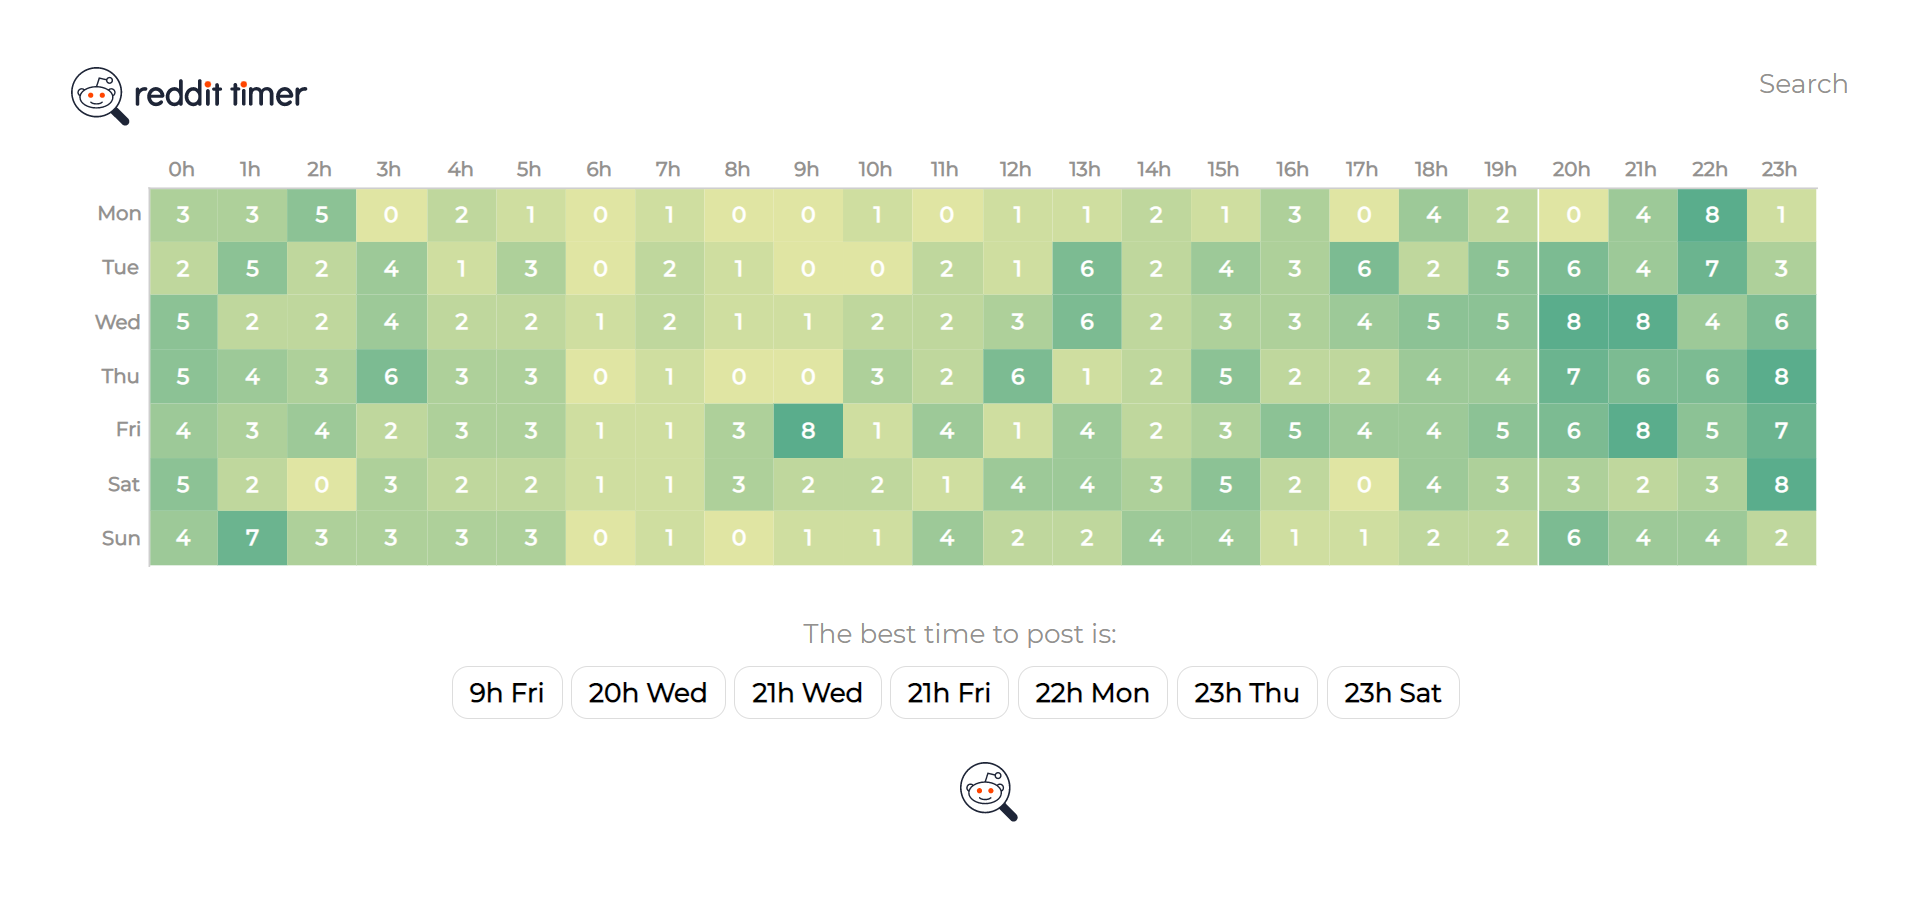 reddit timer
Search
0h 1h 2h 3h 4h 5h 6h 7h 8h 9h 10h 11h 12h 13h 14h 15h 16h 17h 18h 19h 20h 21h 22h 23h
Mon 3 3 5 0 2 1 0 1 0 0 1 0 1 1 2 1 3 0 4 2 0 4 8 1
Tue 2 5 2 4 1 3 0 2 1 0 0 2 1 6 2 4 3 6 2 5 6 4 7 3
Wed 5 2 2 4 2 2 1 2 1 1 2 2 3 6 2 3 3 4 5 5 8 8 4 6
Thu 5 4 3 6 3 3 0 1 0 0 3 2 6 1 2 5 2 2 4 4 7 6 6 8
Fri 4 3 4 2 3 3 1 1 3 8 1 4 1 4 2 3 5 4 4 5 6 8 5 7
Sat 5 2 0 3 2 2 1 1 3 2 2 1 4 4 3 5 2 0 4 3 3 2 3 8
Sun 4 7 3 3 3 3 0 1 0 1 1 4 2 2 4 4 1 1 2 2 6 4 4 2
The best time to post is:
9h Fri 20h Wed 21h Wed 21h Fri 22h Mon 23h Thu 23h Sat